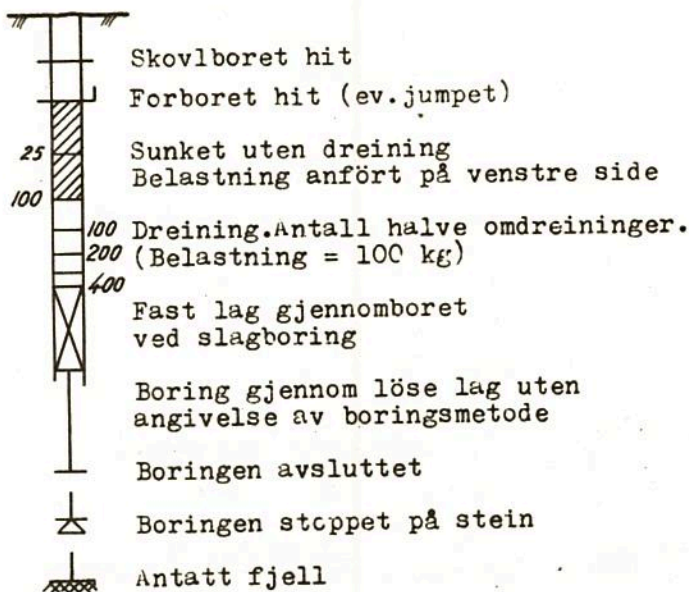 Skovlboret hit
Forboret hit (ev.jumpet)
25 Sunket uten dreining
Belastning anfört på venstre side
100
100 Dreining.Antall halve omdreininger.
200 (Belastning = 100 kg)
400
Fast lag gjennomboret
ved slagboring
Boring gjennom löse lag uten
angivelse av boringsmetode
Boringen avsluttet
Boringen stoppet på stein
Antatt fjell